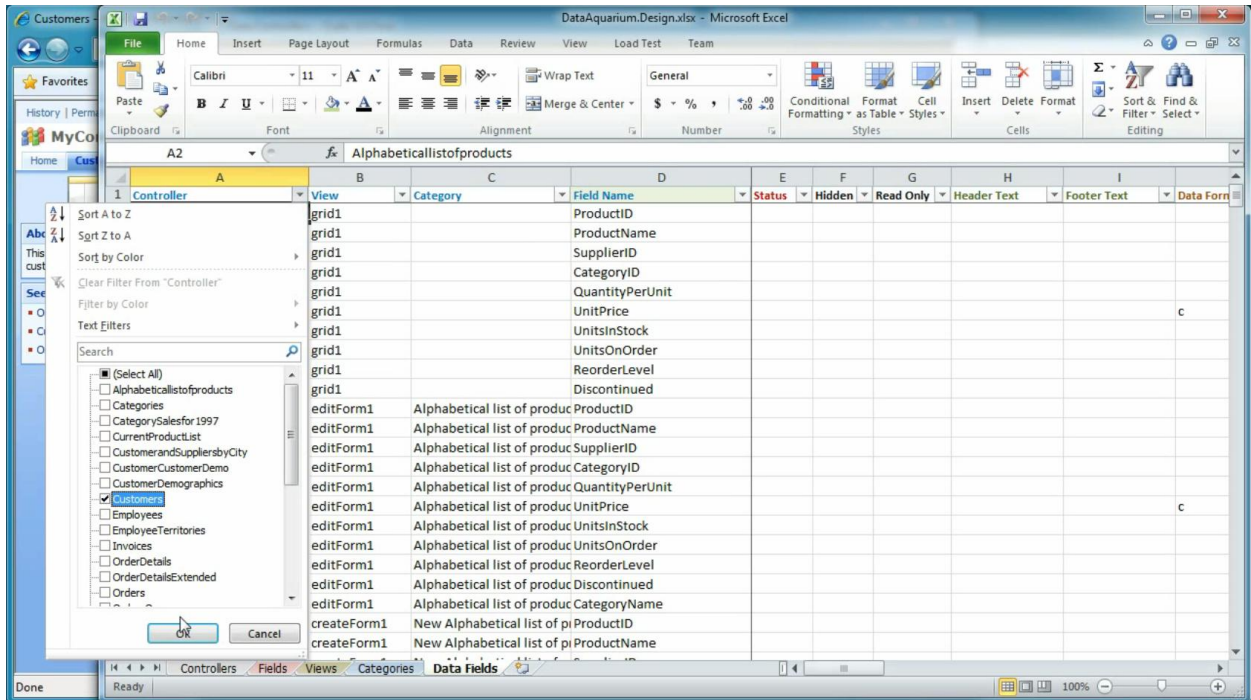 Customers -
DataAquarium.Design.xlsx - Microsoft Excel
File Home Insert Page Layout Formulas Data Review View Load Test Team
Favorites
History | Perm
MyCo
Home Cust
Paste
Calibri 11
Wrap Text
General
B I U
Merge & Center
$ % ,
Conditional Formatting
Format as Table
Cell Styles
Insert Delete Format
Sort & Filter
Find & Select
Clipboard Font Alignment Number Styles Cells Editing
A2 fx Alphabeticallistofproducts
A B C D E F G H I
1 Controller View Category Field Name Status Hidden Read Only Header Text Footer Text Data Form
Sort A to Z
Sort Z to A
Sort by Color
Clear Filter From "Controller"
Filter by Color
Text Filters
Search
(Select All)
Alphabeticallistofproducts
Categories
CategorySalesfor1997
CurrentProductList
CustomerandSuppliersbyCity
CustomerCustomerDemo
CustomerDemographics
Customers
Employees
EmployeeTerritories
Invoices
OrderDetails
OrderDetailsExtended
Orders
OK Cancel
Abo
This
cust
See
O
O
grid1 ProductID
grid1 ProductName
grid1 SupplierID
grid1 CategoryID
grid1 QuantityPerUnit
grid1 UnitPrice c
grid1 UnitsInStock
grid1 UnitsOnOrder
grid1 ReorderLevel
grid1 Discontinued
editForm1 Alphabetical list of produc ProductID
editForm1 Alphabetical list of produc ProductName
editForm1 Alphabetical list of produc SupplierID
editForm1 Alphabetical list of produc CategoryID
editForm1 Alphabetical list of produc QuantityPerUnit
editForm1 Alphabetical list of produc UnitPrice c
editForm1 Alphabetical list of produc UnitsInStock
editForm1 Alphabetical list of produc UnitsOnOrder
editForm1 Alphabetical list of produc ReorderLevel
editForm1 Alphabetical list of produc Discontinued
editForm1 Alphabetical list of produc CategoryName
createForm1 New Alphabetical list of pr ProductID
createForm1 New Alphabetical list of pr ProductName
Controllers Fields Views Categories Data Fields
Done
Ready
100%